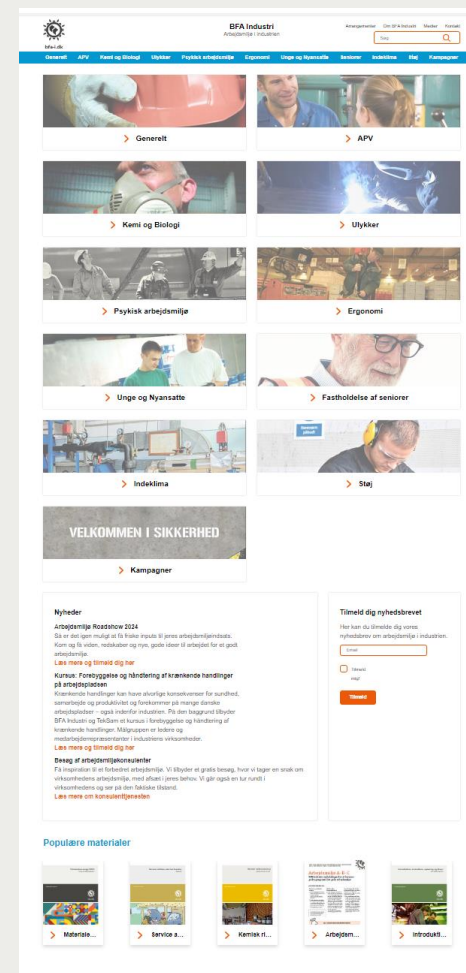 BFA Industri
Arbejdsmiljø i industrien
Arrangementer Om BFA Industri Medier Kontakt
bfa-i.dk
Generelt APV Kemi og Biologi Ulykker Psykisk arbejdsmiljø Ergonomi Unge og Nyansatte Seniorer Indeklima Støj Kampagner
Generelt
APV
Kemi og Biologi
Ulykker
Psykisk arbejdsmiljø
Ergonomi
Unge og Nyansatte
Fastholdelse af seniorer
Indeklima
Støj
VELKOMMEN I SIKKERHED
Kampagner
Nyheder
Arbejdsmiljø Roadshow 2024
Så er det igen muligt at få friske inputs til jeres arbejdsmiljøindsats.
Kom og få viden, redskaber og nye, gode ideer til arbejdet for et godt
arbejdsmiljø.
Læs mere og tilmeld dig her
Kursus: Forebyggelse og håndtering af krænkende handlinger
på arbejdspladsen
Krænkende handlinger kan have alvorlige konsekvenser for sundhed,
samarbejde og produktivitet og forekommer på mange danske
arbejdspladser – også indenfor industrien. På den baggrund tilbyder
BFA Industri og TekSam et kursus i forebyggelse og håndtering af
krænkende handlinger. Målgruppen er ledere og
medarbejderrepræsentanter i industriens virksomheder.
Læs mere og tilmeld dig her
Besøg af arbejdsmiljøkonsulenter
Få inspiration til et forbedret arbejdsmiljø. Vi tilbyder et gratis besøg, hvor vi tager en snak om
virksomhedens arbejdsmiljø, med afsæt i jeres behov. Vi går også en tur rundt i
virksomhedens og ser på den faktiske tilstand.
Læs mere om konsulenttjenesten
Tilmeld dig nyhedsbrevet
Her kan du tilmelde dig vores
nyhedsbrev om arbejdsmiljø i industrien.
Tilmeld
Populære materialer
Materiale...
Service a...
Kemisk ri...
Arbejdsm...
Introdukti...